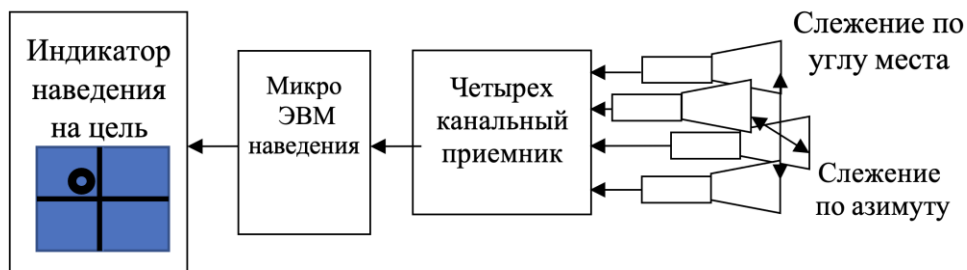 Индикатор
наведения
на цель
Микро
ЭВМ
наведения
Четырех
канальный
приемник
Слежение по
углу места
Слежение
по азимуту